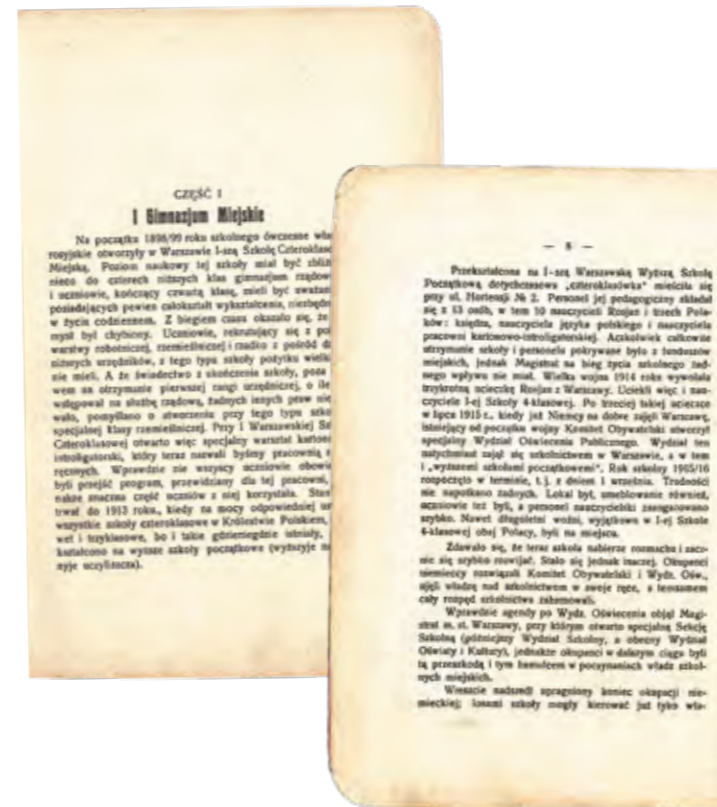 CZĘŚĆ I
I Gimnazjum Miejskie
Na początku 1898/99 roku szkolnego ówczesne wła
rosyjskie otworzyły w Warszawie I-szą Szkołę Czteroklaso
Miejską. Poziom naukowy tej szkoły miał być zbliż
nieco do czterech niższych klas gimnazjum rządow
i uczniowie, kończący czwartą klasę, mieli być uważan
posiadających pewien całokształt wykształcenia, niezbędn
w życiu codziennem. Z biegiem czasu okazało się, że
mysł był chybiony. Uczniowie, rekrutujący się z po
warstwy robotniczej, rzemieślniczej i rzadko z pośród d
niższych urzędników, z tego typu szkoły pożytku wielki
nie mieli. A że świadectwo z ukończenia szkoły, poza
wem na otrzymanie pierwszej rangi urzędniczej, o ile
wstępował na służbę rządową, żadnych innych praw nie
wało, pomyślano o stworzeniu przy tego typu szko
specjalnej klasy rzemieślniczej. Przy I Warszawskiej Sz
Czteroklasowej otwarto więc specjalny warsztat karton
introligatorski, który teraz nazwali byśmy pracownią r
ręcznych. Wprawdzie nie wszyscy uczniowie obowią
byli przejść program, przewidziany dla tej pracowni,
nakże znaczna część uczniów z niej korzystała. Stan
trwał do 1913 roku, kiedy na mocy odpowiedniej us
wszystkie szkoły czteroklasowe w Królestwie Polskiem,
wet i trzyklasowe, bo i takie gdzieniegdzie istniały,
kształcono na wyższe szkoły początkowe (wyższyje na
nyje uczyliszcza).
— 8 —
Przekształcona na I-szą Warszawską Wyższą Szkołę
Początkową dotychczasowa „czteroklasówka" mieściła się
przy ul. Hortensji № 2. Personel jej pedagogiczny składał
się z 13 osób, w tem 10 nauczycieli Rosjan i trzech Pola-
ków: księdza, nauczyciela języka polskiego i nauczyciela
pracowni kartonowo-introligatorskiej. Aczkolwiek całkowite
utrzymanie szkoły i personelu pokrywane było z funduszów
miejskich, jednak Magistrat na bieg życia szkolnego żad-
nego wpływu nie miał. Wielka wojna 1914 roku wywołała
trzykrotną ucieczkę Rosjan z Warszawy. Uciekli więc i nau-
czyciele I-ej Szkoły 4-klasowej. Po trzeciej takiej ucieczce
w lipcu 1915 r., kiedy już Niemcy na dobre zajęli Warszawę,
istniejący od początku wojny Komitet Obywatelski utworzył
specjalny Wydział Oświecenia Publicznego. Wydział ten
natychmiast zajął się szkolnictwem w Warszawie, a w tem
i „wyższemi szkołami początkowemi". Rok szkolny 1915/16
rozpoczęto w terminie, t. j. z dniem 1 września. Trudności
nie napotkano żadnych. Lokal był, umeblowanie również,
uczniowie też byli, a personel nauczycielski zaangażowano
szybko. Nawet długoletni woźni, wyjątkowo w I-ej Szkole
4-klasowej obaj Polacy, byli na miejscu.
Zdawało się, że teraz szkoła nabierze rozmachu i zacz-
nie się szybko rozwijać. Stało się jednak inaczej. Okupanci
niemieccy rozwiązali Komitet Obywatelski i Wydz. Ośw.,
ujęli władzę nad szkolnictwem w swoje ręce, a temsamem
cały rozpęd szkolnictwa zahamowali.
Wprawdzie agendy po Wydz. Oświecenia objął Magi-
strat m. st. Warszawy, przy którym otwarto specjalną Sekcję
Szkolną (późniejszy Wydział Szkolny, a obecny Wydział
Oświaty i Kultury), jednakże okupanci w dalszym ciągu byli
tą przeszkodą i tym hamulcem w poczynaniach władz szkol-
nych miejskich.
Wreszcie nadszedł upragniony koniec okupacji nie-
mieckiej; losami szkoły mogły kierować już tylko wła-